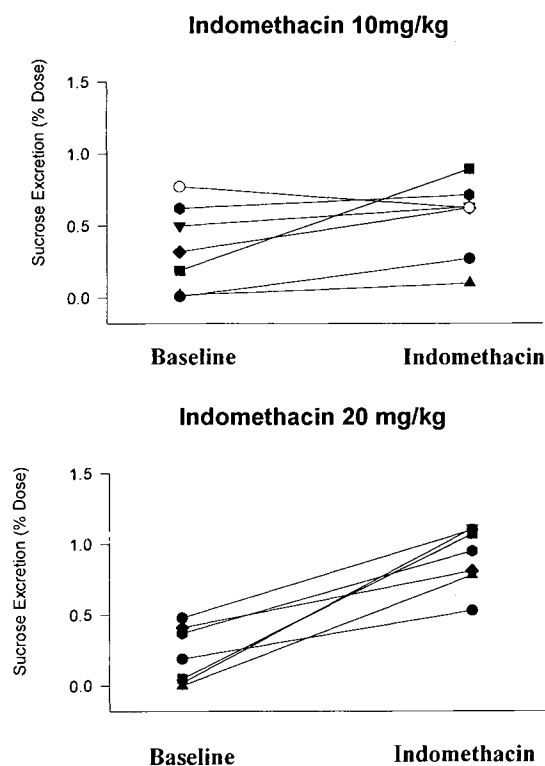 Indomethacin 10mg/kg
Sucrose Excretion (% Dose)
1.5
1.0
0.5
0.0
Baseline Indomethacin
Indomethacin 20 mg/kg
Sucrose Excretion (% Dose)
1.5
1.0
0.5
0.0
Baseline Indomethacin